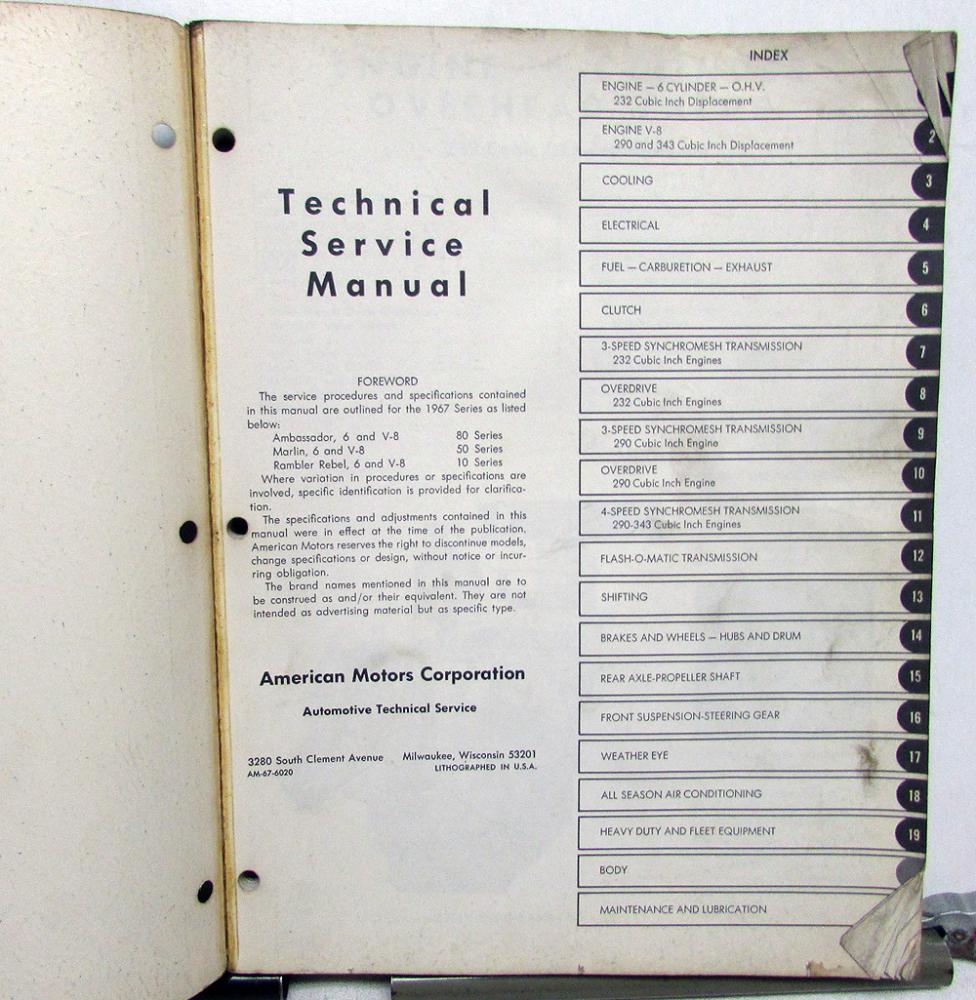 Technical
Service
Manual
FOREWORD
The service procedures and specifications contained
in this manual are outlined for the 1967 Series as listed
below:
Ambassador, 6 and V-8 80 Series
Marlin, 6 and V-8 50 Series
Rambler Rebel, 6 and V-8 10 Series
Where variation in procedures or specifications are
involved, specific identification is provided for clarifica-
tion.
The specifications and adjustments contained in this
manual were in effect at the time of the publication.
American Motors reserves the right to discontinue models,
change specifications or design, without notice or incur-
ring obligation.
The brand names mentioned in this manual are to
be construed as and/or their equivalent. They are not
intended as advertising material but as specific type.
American Motors Corporation
Automotive Technical Service
3280 South Clement Avenue Milwaukee, Wisconsin 53201
AM-67-6020 LITHOGRAPHED IN U.S.A.
INDEX
ENGINE – 6 CYLINDER – O.H.V.
232 Cubic Inch Displacement
ENGINE V-8
290 and 343 Cubic Inch Displacement
2
COOLING 3
ELECTRICAL 4
FUEL – CARBURETION – EXHAUST 5
CLUTCH 6
3-SPEED SYNCHROMESH TRANSMISSION
232 Cubic Inch Engines
7
OVERDRIVE
232 Cubic Inch Engines
8
3-SPEED SYNCHROMESH TRANSMISSION
290 Cubic Inch Engine
9
OVERDRIVE
290 Cubic Inch Engine
10
4-SPEED SYNCHROMESH TRANSMISSION
290-343 Cubic Inch Engines
11
FLASH-O-MATIC TRANSMISSION 12
SHIFTING 13
BRAKES AND WHEELS – HUBS AND DRUM 14
REAR AXLE-PROPELLER SHAFT 15
FRONT SUSPENSION-STEERING GEAR 16
WEATHER EYE 17
ALL SEASON AIR CONDITIONING 18
HEAVY DUTY AND FLEET EQUIPMENT 19
BODY
MAINTENANCE AND LUBRICATION